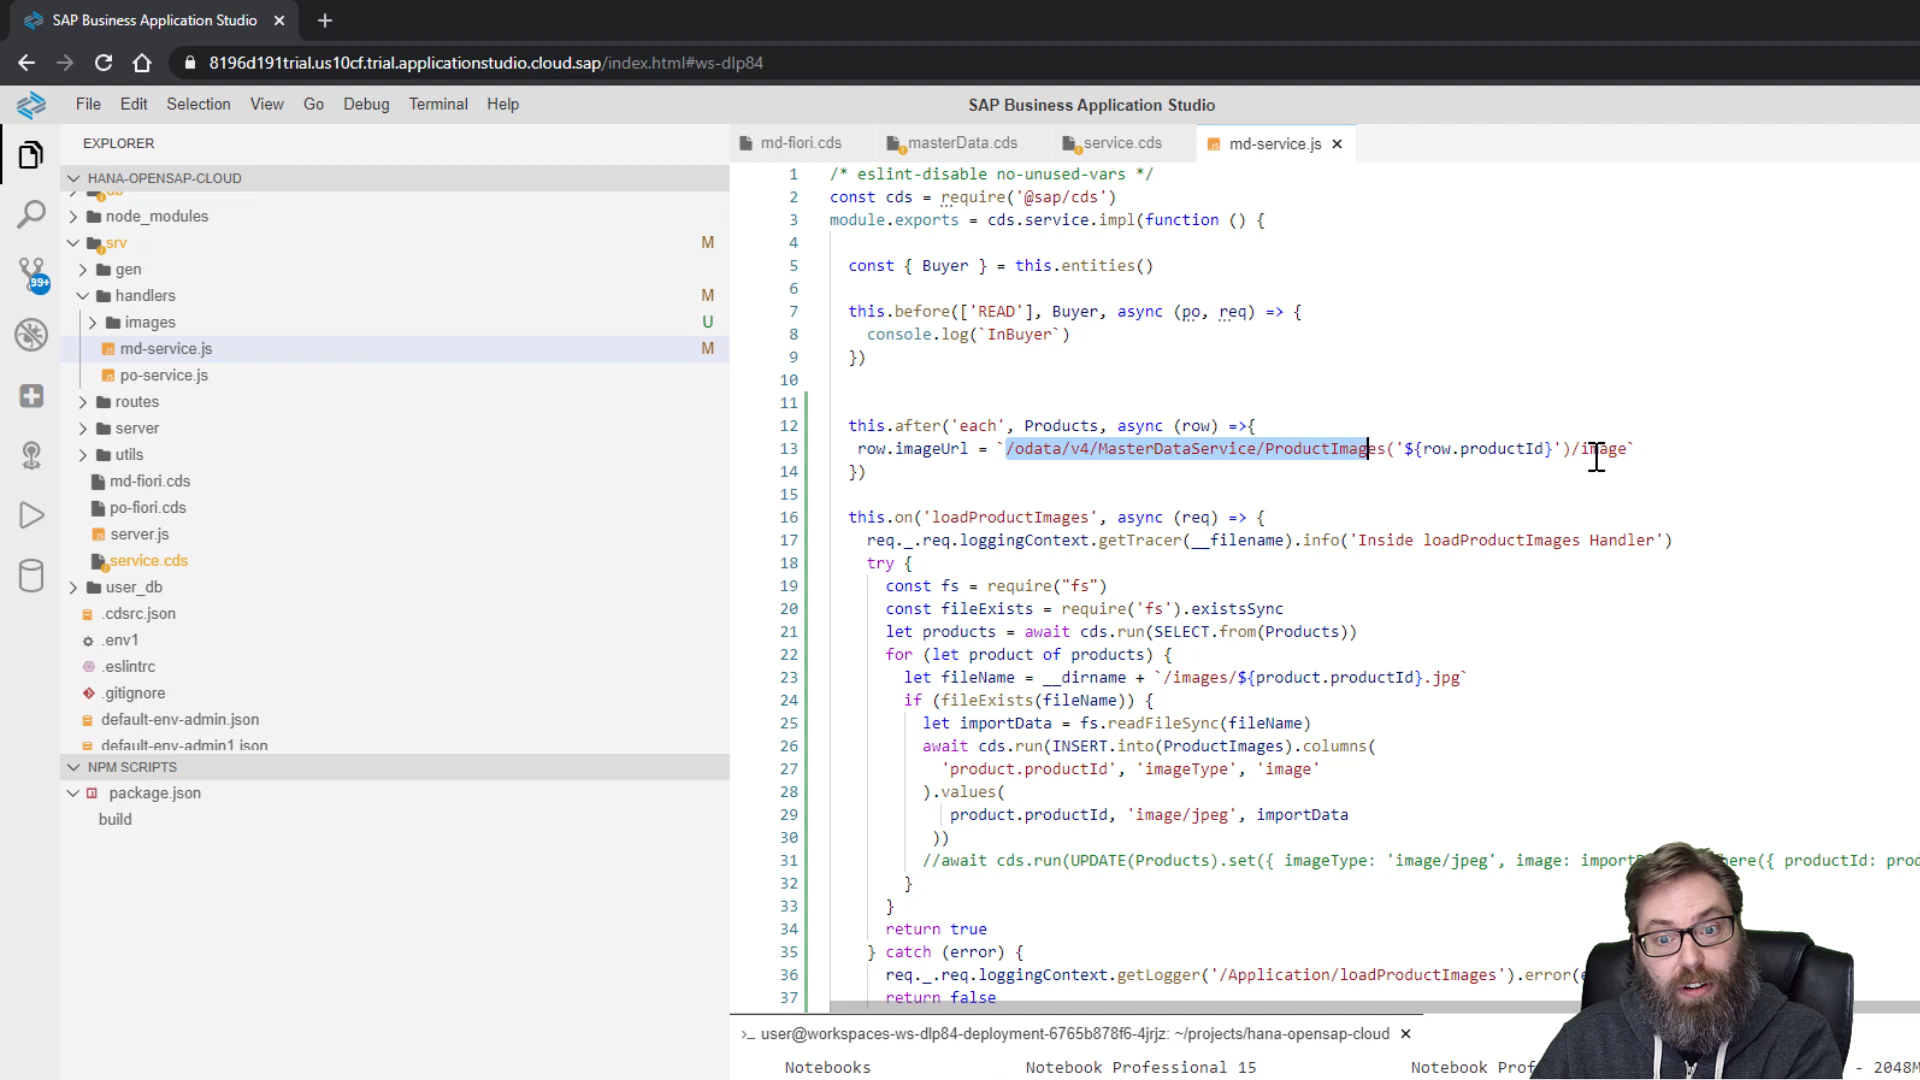 SAP Business Application Studio
8196d191trial.us10cf.trial.applicationstudio.cloud.sap/index.html#ws-dlp84
File Edit Selection View Go Debug Terminal Help
SAP Business Application Studio
EXPLORER
HANA-OPENSAP-CLOUD
db
node_modules
srv M
gen
handlers M
images U
md-service.js M
po-service.js
routes
server
utils
md-fiori.cds
po-fiori.cds
server.js
service.cds
user_db
.cdsrc.json
.env1
.eslintrc
.gitignore
default-env-admin.json
default-env-admin1.json
NPM SCRIPTS
package.json
build
99+
md-fiori.cds masterData.cds service.cds md-service.js
1 /* eslint-disable no-unused-vars */
2 const cds = require('@sap/cds')
3 module.exports = cds.service.impl(function () {
4
5 const { Buyer } = this.entities()
6
7 this.before(['READ'], Buyer, async (po, req) => {
8 console.log(`InBuyer`)
9 })
10
11
12 this.after('each', Products, async (row) =>{
13 row.imageUrl = `/odata/v4/MasterDataService/ProductImages('${row.productId}')/image`
14 })
15
16 this.on('loadProductImages', async (req) => {
17 req._.req.loggingContext.getTracer(__filename).info('Inside loadProductImages Handler')
18 try {
19 const fs = require("fs")
20 const fileExists = require('fs').existsSync
21 let products = await cds.run(SELECT.from(Products))
22 for (let product of products) {
23 let fileName = __dirname + `/images/${product.productId}.jpg`
24 if (fileExists(fileName)) {
25 let importData = fs.readFileSync(fileName)
26 await cds.run(INSERT.into(ProductImages).columns(
27 'product.productId', 'imageType', 'image'
28 ).values(
29 product.productId, 'image/jpeg', importData
30 ))
31 //await cds.run(UPDATE(Products).set({ imageType: 'image/jpeg', image: here({ productId:
32 }
33 }
34 return true
35 } catch (error) {
36 req._.req.loggingContext.getLogger('/Application/loadProductImages').error(
37 return false
>_ user@workspaces-ws-dlp84-deployment-6765b878f6-4jrjz: ~/projects/hana-opensap-cloud
Notebooks Notebook Professional 15 Notebook - 2048M